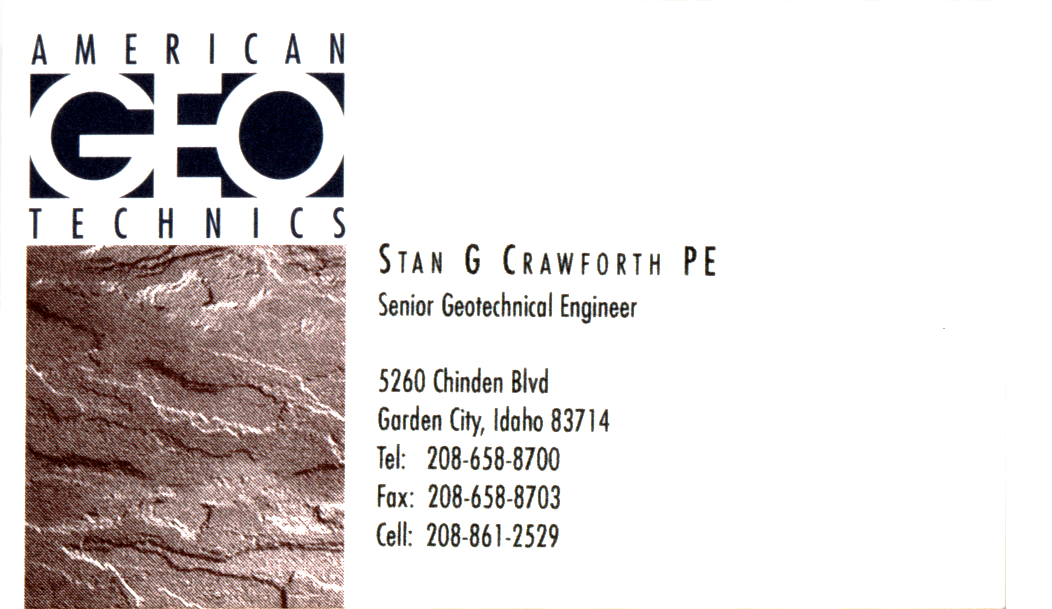 AMERICAN
GEO
TECHNICS
STAN G CRAWFORTH PE
Senior Geotechnical Engineer
5260 Chinden Blvd
Garden City, Idaho 83714
Tel: 208-658-8700
Fax: 208-658-8703
Cell: 208-861-2529